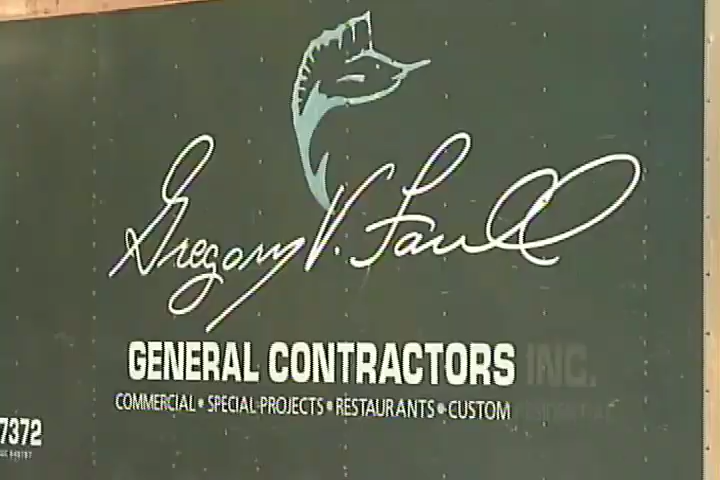 Gregory V. Faull
GENERAL CONTRACTORS INC.
COMMERCIAL • SPECIAL PROJECTS • RESTAURANTS • CUSTOM
7372